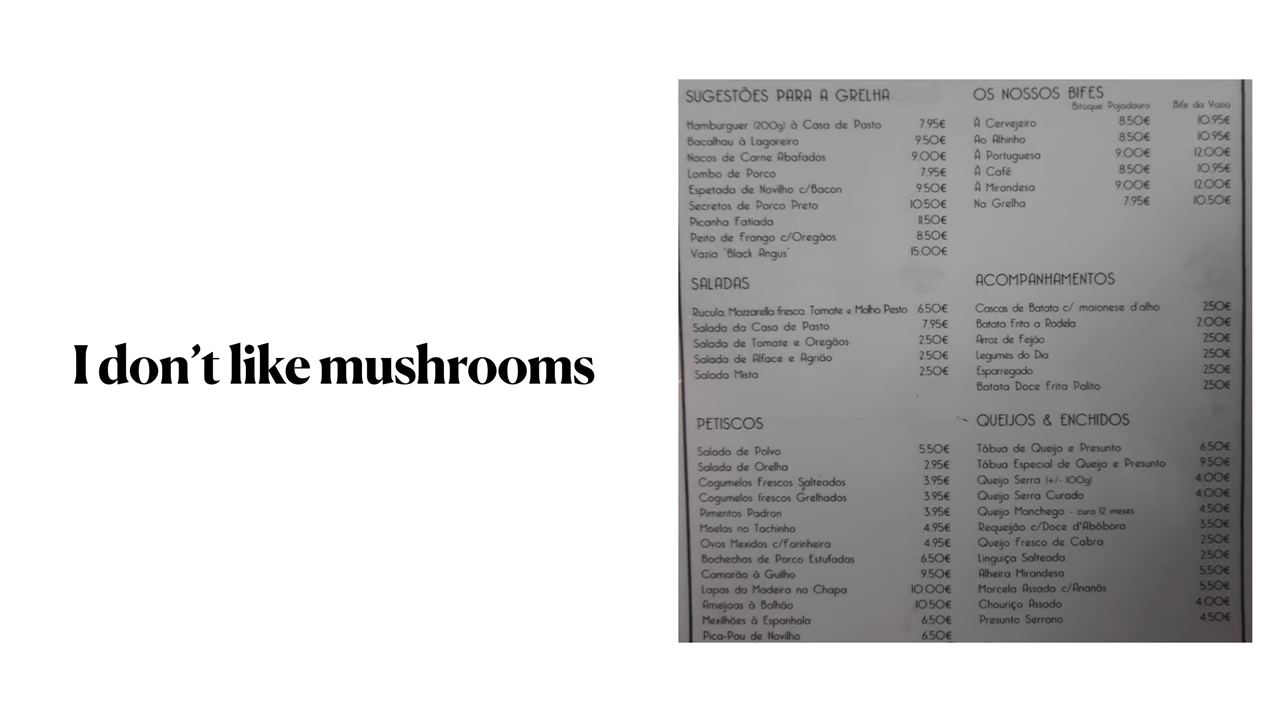 I don’t like mushrooms
SUGESTÕES PARA A GRELHA
Hamburguer (200g) à Casa de Pasto 7.95€
Bacalhau à Lagareiro 9.50€
Nacos de Carne Abafados 9.00€
Lombo de Porco 7.95€
Espetada de Novilho c/Bacon 9.50€
Secretos de Porco Preto 10.50€
Picanha Fatiada 11.50€
Peito de Frango c/Oregãos 8.50€
Vazia "Black Angus" 15.00€
SALADAS
Rucula, Mozzarella fresca, Tomate e Molho Pesto 6.50€
Salada da Casa de Pasto 7.95€
Salada de Tomate e Oregãos 2.50€
Salada de Alface e Agrião 2.50€
Salada Mista 2.50€
PETISCOS
Salada de Polvo 5.50€
Salada de Orelha 2.95€
Cogumelos Frescos Salteados 3.95€
Cogumelos frescos Grelhados 3.95€
Pimentos Padron 3.95€
Moelas no Tachinho 4.95€
Ovos Mexidos c/Farinheira 4.95€
Bochechas de Porco Estufadas 6.50€
Camarão à Guilho 9.50€
Lapas da Madeira na Chapa 10.00€
Ameijoas à Bolhão 10.50€
Mexilhões à Espanhola 6.50€
Pica-Pau de Novilho 6.50€
OS NOSSOS BIFES
Bitoque Pojadouro Bife da Vazia
À Cervejeiro 8.50€ 10.95€
Ao Alhinho 8.50€ 10.95€
À Portuguesa 9.00€ 12.00€
À Café 8.50€ 10.95€
À Mirandesa 9.00€ 12.00€
Na Grelha 7.95€ 10.50€
ACOMPANHAMENTOS
Cascas de Batata c/ maionese d'alho 2.50€
Batata Frita a Rodela 2.00€
Arroz de Feijão 2.50€
Legumes do Dia 2.50€
Esparregado 2.50€
Batata Doce Frita Palito 2.50€
QUEIJOS & ENCHIDOS
Tábua de Queijo e Presunto 6.50€
Tábua Especial de Queijo e Presunto 9.50€
Queijo Serra (+/- 100g) 4.00€
Queijo Serra Curado 4.00€
Queijo Manchego - cura 12 meses 4.50€
Requeijão c/Doce d'Abóbora 3.50€
Queijo Fresco de Cabra 2.50€
Linguiça Salteada 2.50€
Alheira Mirandesa 5.50€
Morcela Assada c/Ananás 5.50€
Chouriço Assado 4.00€
Presunto Serrano 4.50€